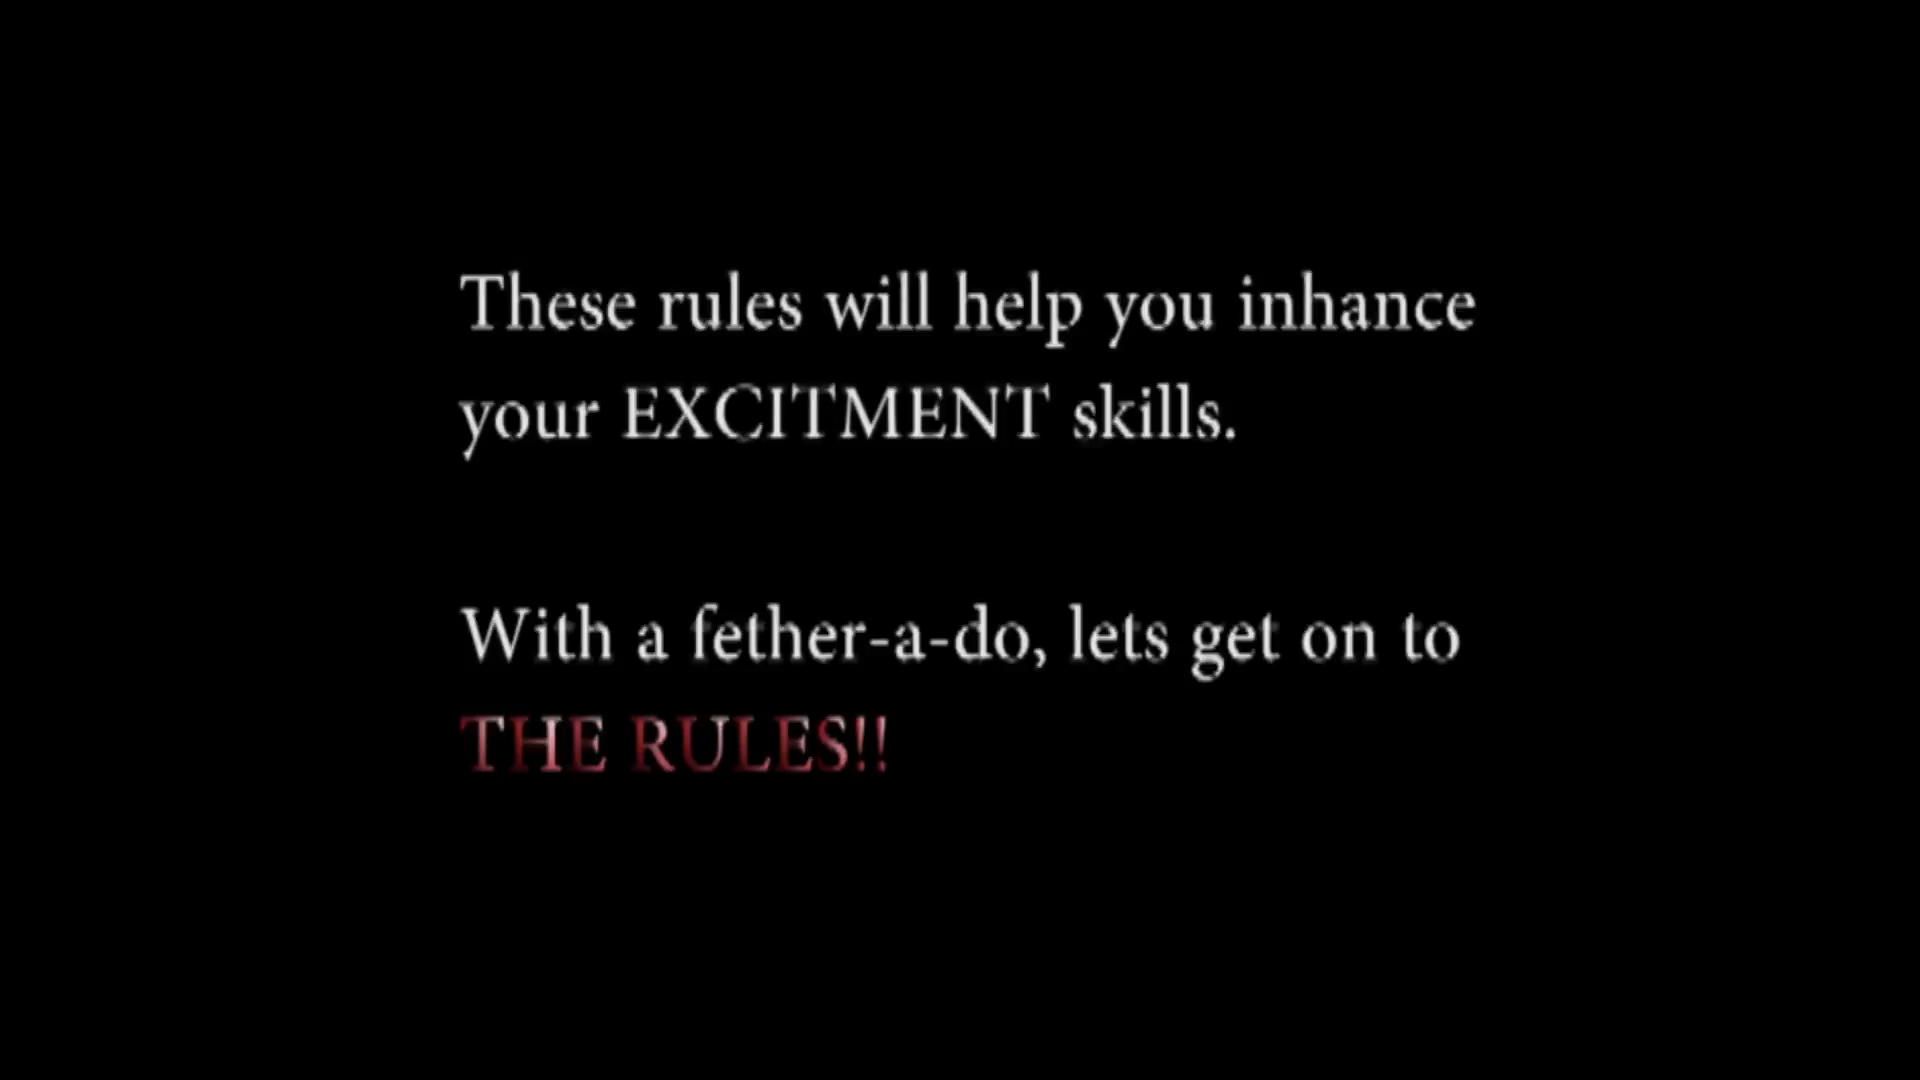 These rules will help you inhance
your EXCITMENT skills.
With a fether-a-do, lets get on to
THE RULES!!